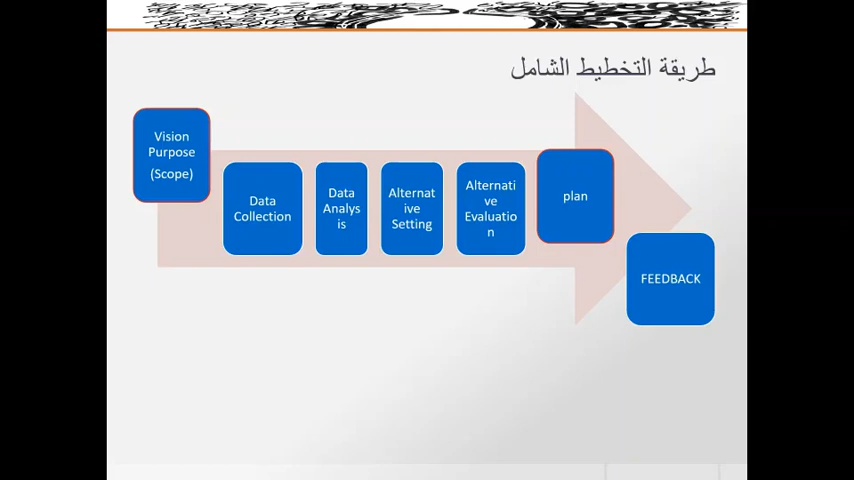 طريقة التخطيط الشامل
Vision
Purpose
(Scope)
Data
Collection
Data
Analys
is
Alternat
ive
Setting
Alternati
ve
Evaluatio
n
plan
FEEDBACK